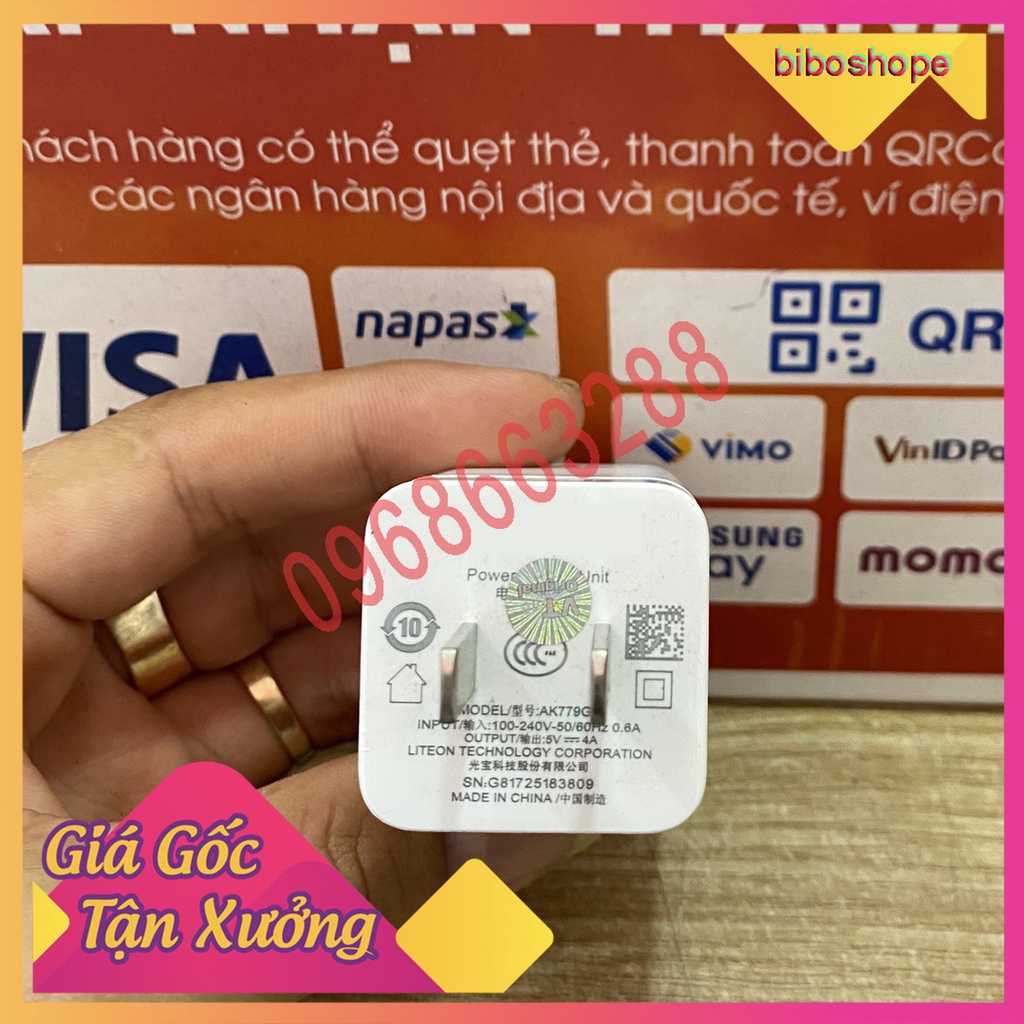 biboshope
hách hàng có thể quẹt thẻ, thanh toán QRCo
các ngân hàng nội địa và quốc tế, ví điện
VISA
napas
QR
VIMO
VinID Pa
SUNG
ay
momo
0968663288
Power Unit
电
10
CCC
MODEL/型号:AK779G
INPUT/输入:100-240V~50/60Hz 0.6A
OUTPUT/输出:5V⎓4A
LITEON TECHNOLOGY CORPORATION
光宝科技股份有限公司
SN:G81725183809
MADE IN CHINA /中国制造
Giá Gốc
Tận Xưởng